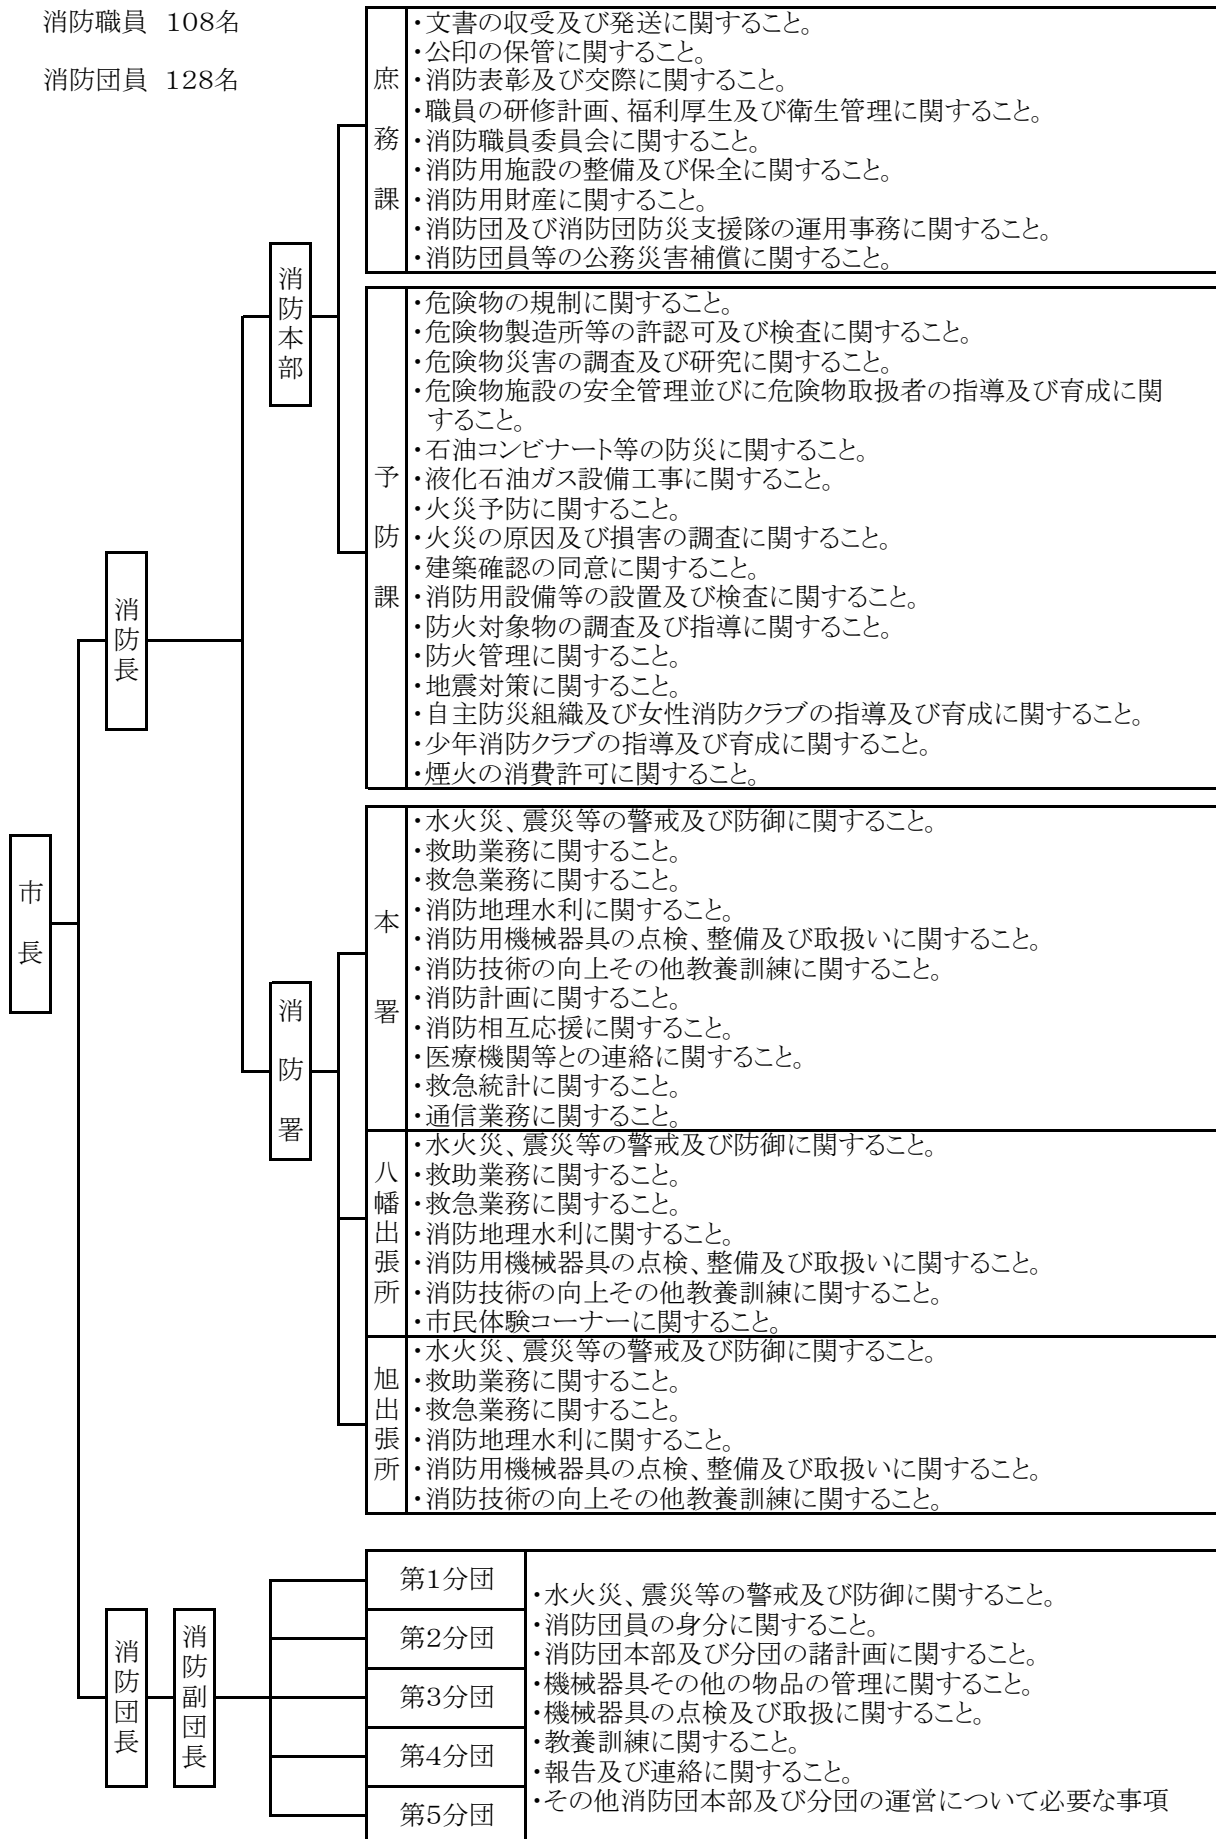 消防職員 108名
消防団員 128名
市長
消防長
消防本部
庶務課
・文書の収受及び発送に関すること。
・公印の保管に関すること。
・消防表彰及び交際に関すること。
・職員の研修計画、福利厚生及び衛生管理に関すること。
・消防職員委員会に関すること。
・消防用施設の整備及び保全に関すること。
・消防用財産に関すること。
・消防団及び消防団防災支援隊の運用事務に関すること。
・消防団員等の公務災害補償に関すること。
予防課
・危険物の規制に関すること。
・危険物製造所等の許認可及び検査に関すること。
・危険物災害の調査及び研究に関すること。
・危険物施設の安全管理並びに危険物取扱者の指導及び育成に関
すること。
・石油コンビナート等の防災に関すること。
・液化石油ガス設備工事に関すること。
・火災予防に関すること。
・火災の原因及び損害の調査に関すること。
・建築確認の同意に関すること。
・消防用設備等の設置及び検査に関すること。
・防火対象物の調査及び指導に関すること。
・防火管理に関すること。
・地震対策に関すること。
・自主防災組織及び女性消防クラブの指導及び育成に関すること。
・少年消防クラブの指導及び育成に関すること。
・煙火の消費許可に関すること。
消防署
本署
・水火災、震災等の警戒及び防御に関すること。
・救助業務に関すること。
・救急業務に関すること。
・消防地理水利に関すること。
・消防用機械器具の点検、整備及び取扱いに関すること。
・消防技術の向上その他教養訓練に関すること。
・消防計画に関すること。
・消防相互応援に関すること。
・医療機関等との連絡に関すること。
・救急統計に関すること。
・通信業務に関すること。
八幡出張所
・水火災、震災等の警戒及び防御に関すること。
・救助業務に関すること。
・救急業務に関すること。
・消防地理水利に関すること。
・消防用機械器具の点検、整備及び取扱いに関すること。
・消防技術の向上その他教養訓練に関すること。
・市民体験コーナーに関すること。
旭出張所
・水火災、震災等の警戒及び防御に関すること。
・救助業務に関すること。
・救急業務に関すること。
・消防地理水利に関すること。
・消防用機械器具の点検、整備及び取扱いに関すること。
・消防技術の向上その他教養訓練に関すること。
消防団長
消防副団長
第1分団
第2分団
第3分団
第4分団
第5分団
・水火災、震災等の警戒及び防御に関すること。
・消防団員の身分に関すること。
・消防団本部及び分団の諸計画に関すること。
・機械器具その他の物品の管理に関すること。
・機械器具の点検及び取扱に関すること。
・教養訓練に関すること。
・報告及び連絡に関すること。
・その他消防団本部及び分団の運営について必要な事項